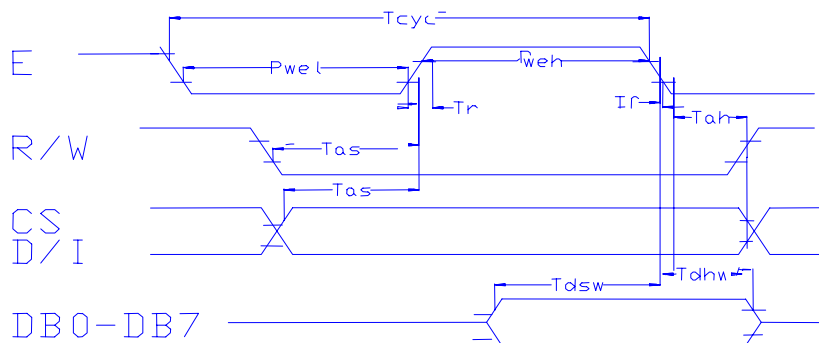 Tcyc
E
Pwel
Pweh
Tr
Tf
Tah
R/W
Tas
Tas
CS
D/I
Tdhw
Tdsw
DB0-DB7